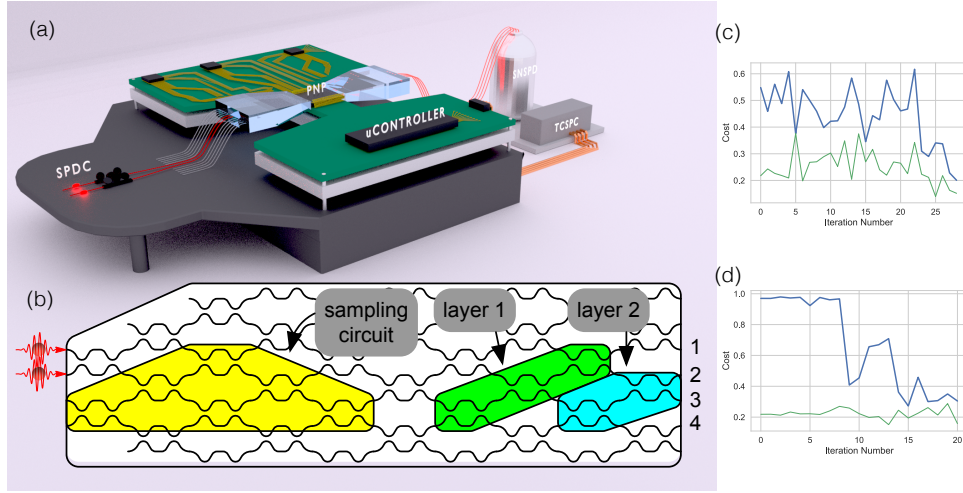 (a)
PNP
SNSPD
uCONTROLLER
TCSPC
SPDC
(b)
sampling
circuit
layer 1
layer 2
1
2
3
4
(c)
0.6
0.5
0.4
0.3
0.2
Cost
0 5 10 15 20 25
Iteration Number
(d)
1.0
0.8
0.6
0.4
0.2
Cost
0 5 10 15 20
Iteration Number